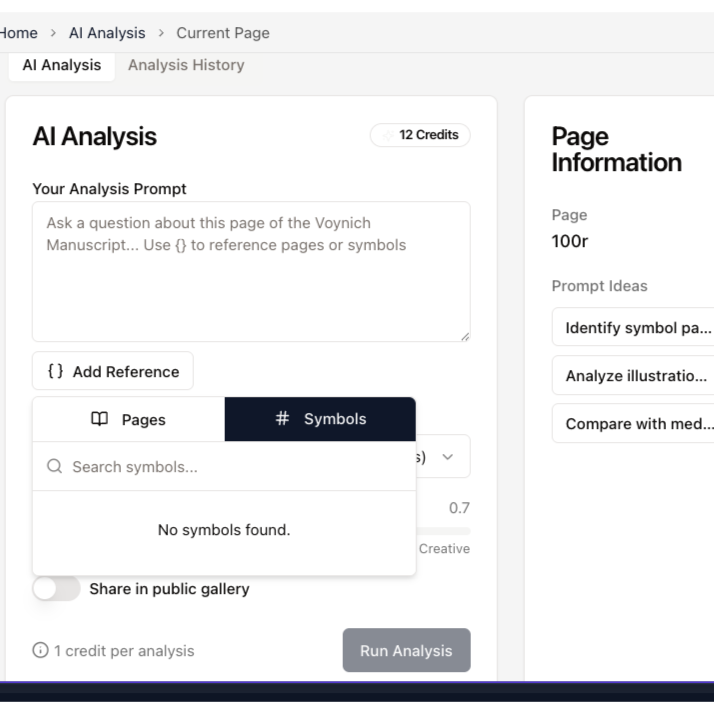 Home > AI Analysis > Current Page
AI Analysis Analysis History
AI Analysis
12 Credits
Your Analysis Prompt
Ask a question about this page of the Voynich
Manuscript... Use {} to reference pages or symbols
{ } Add Reference
Pages
# Symbols
Search symbols...
s)
No symbols found.
0.7
Creative
Share in public gallery
1 credit per analysis
Run Analysis
Page
Information
Page
100r
Prompt Ideas
Identify symbol pa...
Analyze illustratio...
Compare with med...